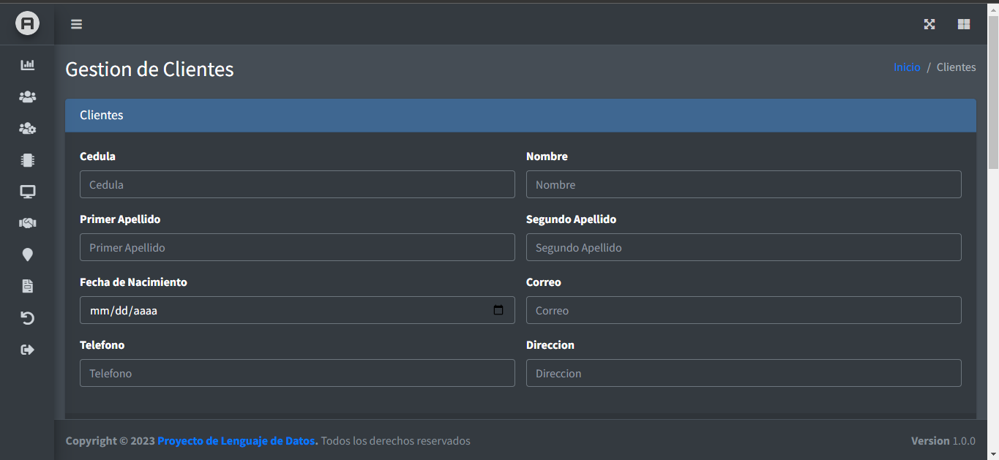 Gestion de Clientes
Inicio / Clientes
Clientes
Cedula
Nombre
Cedula
Nombre
Primer Apellido
Segundo Apellido
Primer Apellido
Segundo Apellido
Fecha de Nacimiento
Correo
mm/dd/aaaa
Correo
Telefono
Direccion
Telefono
Direccion
Copyright © 2023 Proyecto de Lenguaje de Datos. Todos los derechos reservados
Version 1.0.0